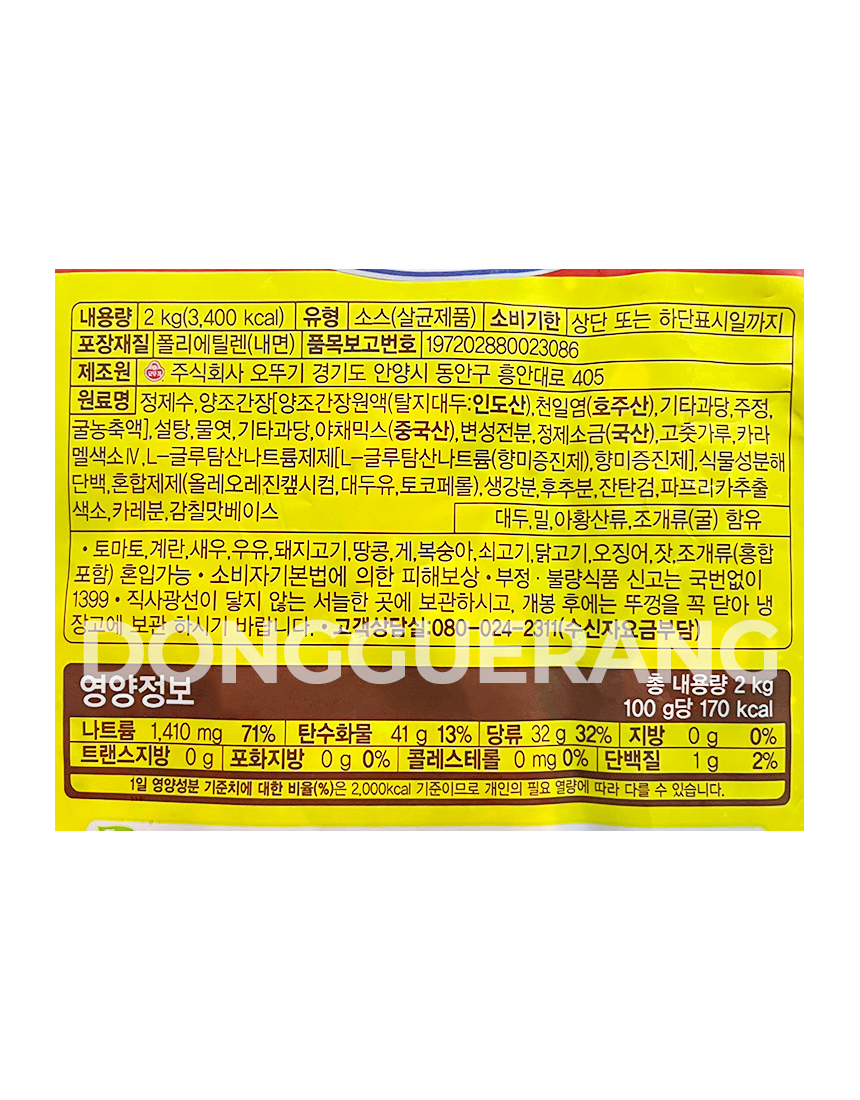 내용량 2 kg(3,400 kcal) 유형 소스(살균제품) 소비기한 상단 또는 하단표시일까지
포장재질 폴리에틸렌(내면) 품목보고번호 197202880023086
제조원 주식회사 오뚜기 경기도 안양시 동안구 흥안대로 405
원료명 정제수,양조간장[양조간장원액(탈지대두:인도산),천일염(호주산),기타과당,주정,
굴농축액],설탕,물엿,기타과당,야채믹스(중국산),변성전분,정제소금(국산),고춧가루,카라
멜색소Ⅳ,L-글루탐산나트륨제제[L-글루탐산나트륨(향미증진제),향미증진제],식물성분해
단백,혼합제제(올레오레진캪시컴,대두유,토코페롤),생강분,후추분,잔탄검,파프리카추출
색소,카레분,감칠맛베이스
대두,밀,아황산류,조개류(굴) 함유
• 토마토,계란,새우,우유,돼지고기,땅콩,게,복숭아,쇠고기,닭고기,오징어,잣,조개류(홍합
포함) 혼입가능 • 소비자기본법에 의한 피해보상 • 부정 · 불량식품 신고는 국번없이
1399 • 직사광선이 닿지 않는 서늘한 곳에 보관하시고, 개봉 후에는 뚜껑을 꼭 닫아 냉
장고에 보관 하시기 바랍니다. • 고객상담실:080-024-2311(수신자요금부담)
DONGGUERANG
영양정보
총 내용량 2 kg
100 g당 170 kcal
나트륨 1,410 mg 71% 탄수화물 41 g 13% 당류 32 g 32% 지방 0 g 0%
트랜스지방 0 g 포화지방 0 g 0% 콜레스테롤 0 mg 0% 단백질 1 g 2%
1일 영양성분 기준치에 대한 비율(%)은 2,000kcal 기준이므로 개인의 필요 열량에 따라 다를 수 있습니다.